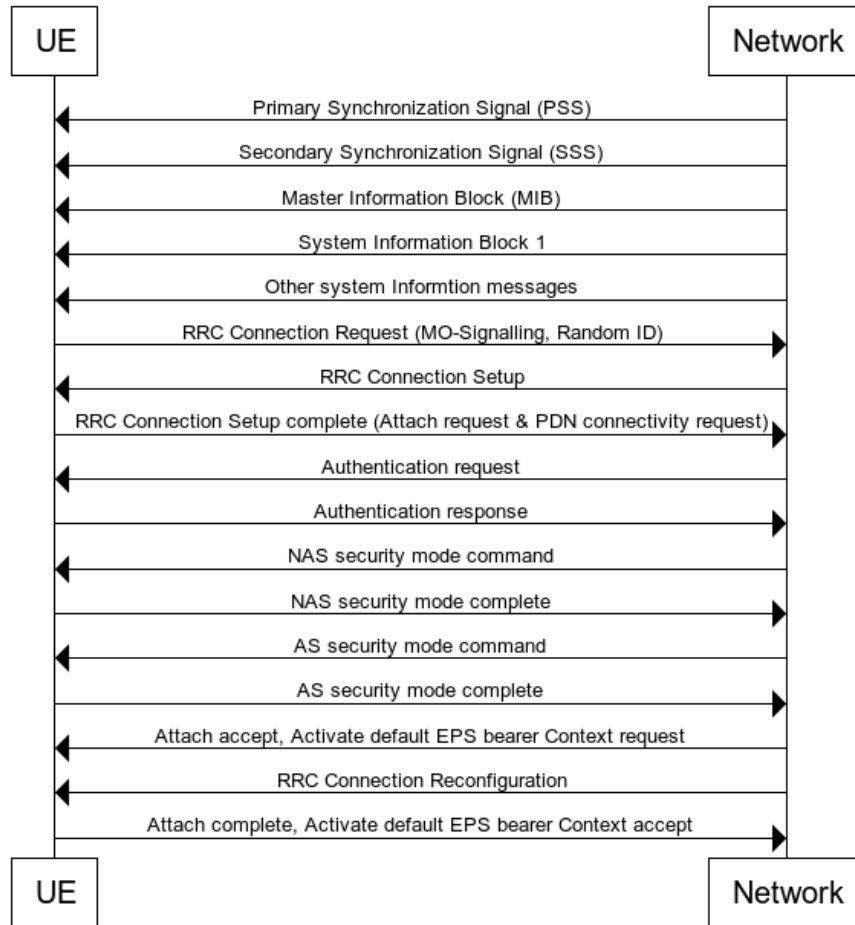 UE
Network
Primary Synchronization Signal (PSS)
Secondary Synchronization Signal (SSS)
Master Information Block (MIB)
System Information Block 1
Other system Informtion messages
RRC Connection Request (MO-Signalling, Random ID)
RRC Connection Setup
RRC Connection Setup complete (Attach request & PDN connectivity request)
Authentication request
Authentication response
NAS security mode command
NAS security mode complete
AS security mode command
AS security mode complete
Attach accept, Activate default EPS bearer Context request
RRC Connection Reconfiguration
Attach complete, Activate default EPS bearer Context accept
UE
Network